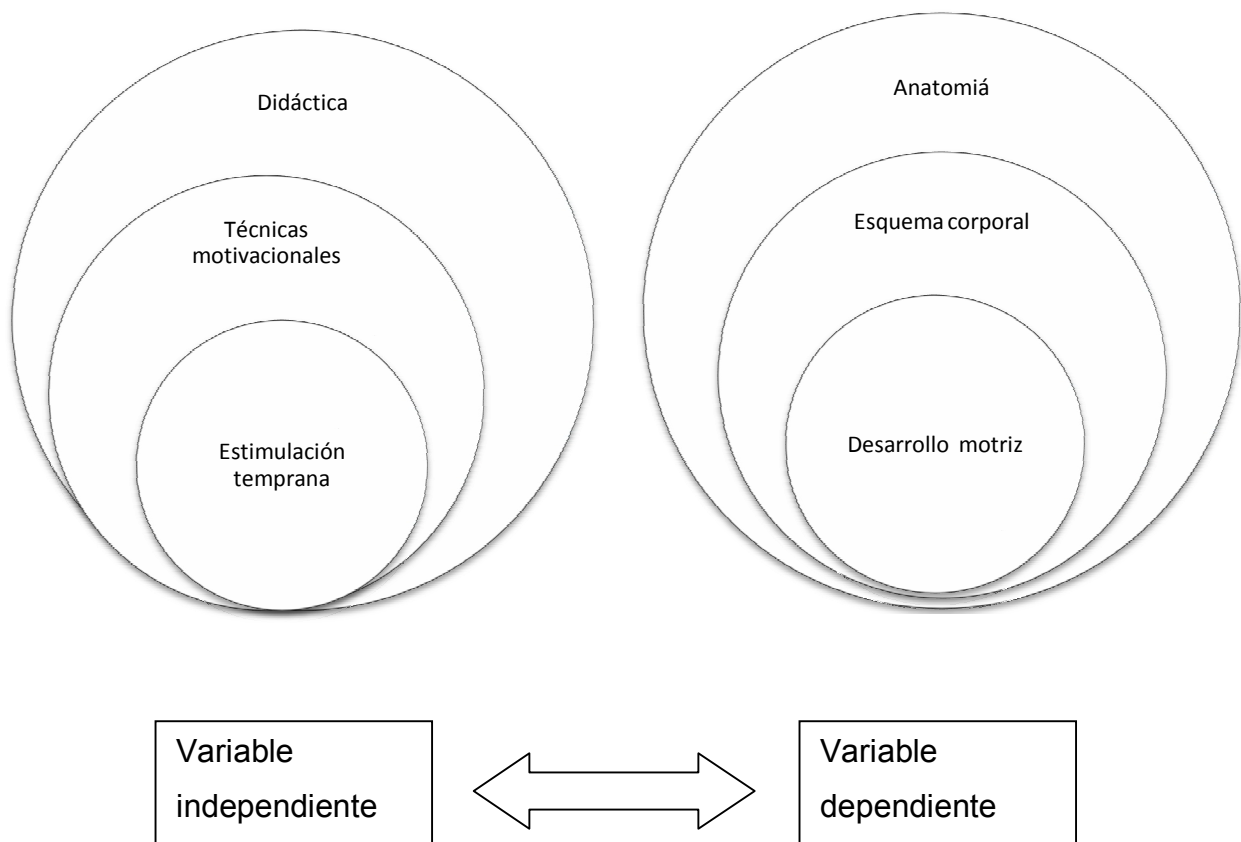 Didáctica
Técnicas
motivacionales
Estimulación
temprana
Anatomiá
Esquema corporal
Desarrollo motriz
Variable
independiente
Variable
dependiente